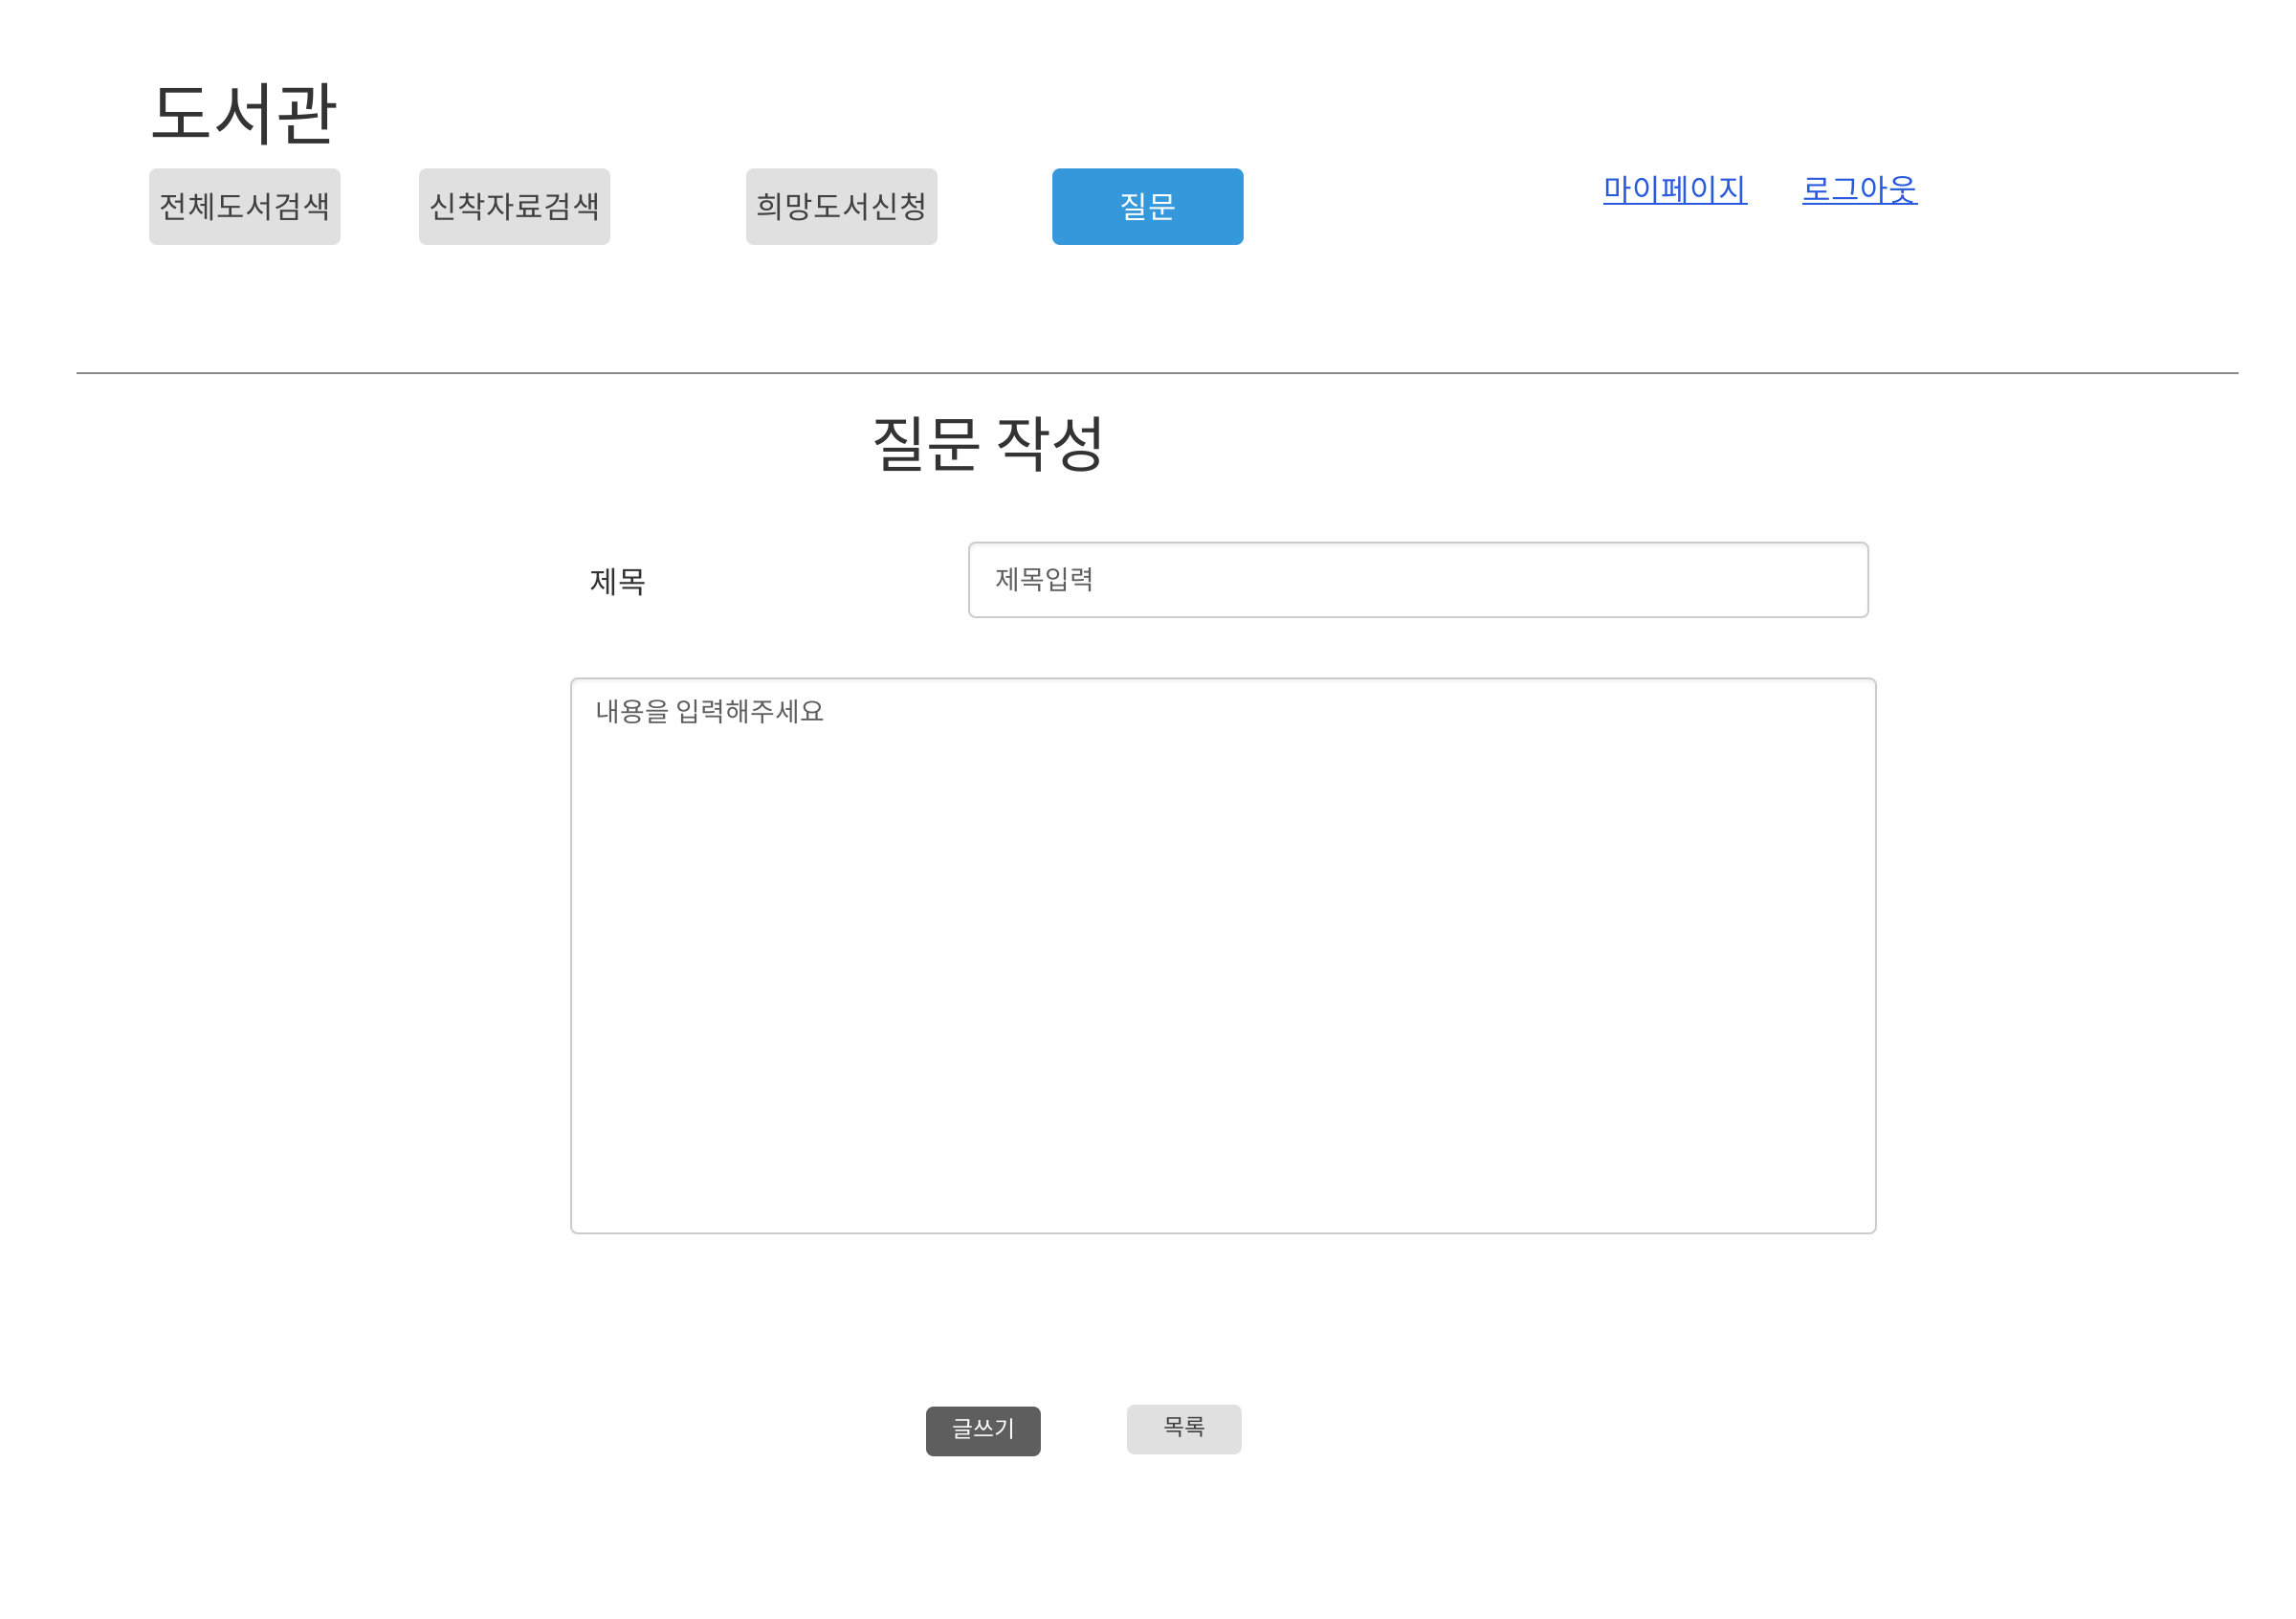 도서관
전체도서검색 신착자료검색 희망도서신청 질문 마이페이지 로그아웃
질문 작성
제목 제목입력
내용을 입력해주세요
글쓰기 목록